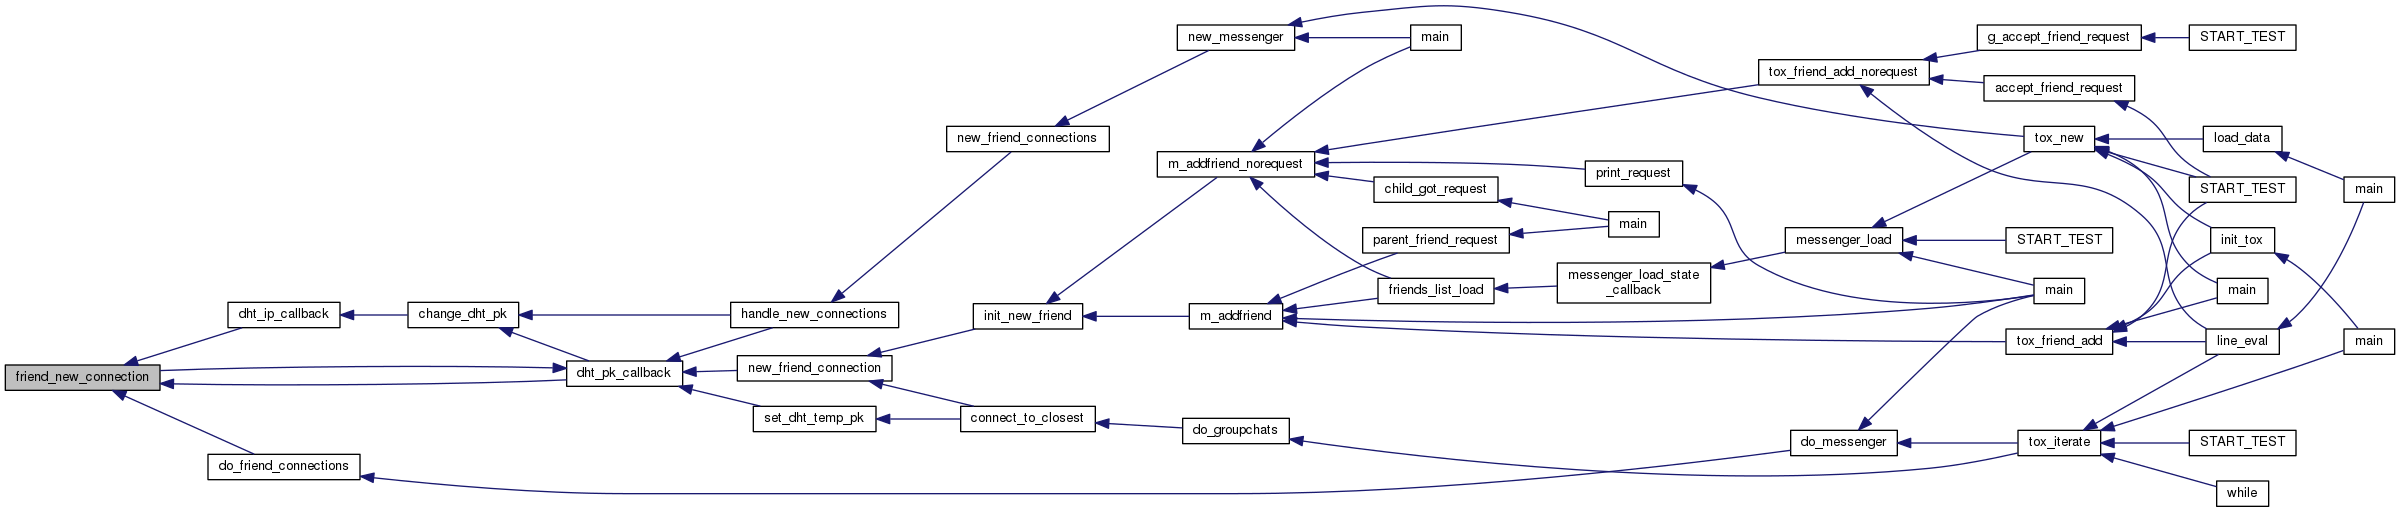 friend_new_connection
dht_ip_callback
do_friend_connections
change_dht_pk
dht_pk_callback
handle_new_connections
new_friend_connection
set_dht_temp_pk
new_friend_connections
init_new_friend
connect_to_closest
new_messenger
m_addfriend_norequest
m_addfriend
do_groupchats
main
child_got_request
parent_friend_request
friends_list_load
print_request
main
messenger_load_state
_callback
tox_friend_add_norequest
messenger_load
do_messenger
g_accept_friend_request
accept_friend_request
tox_new
START_TEST
main
tox_friend_add
tox_iterate
START_TEST
load_data
START_TEST
init_tox
main
line_eval
START_TEST
while
main
main